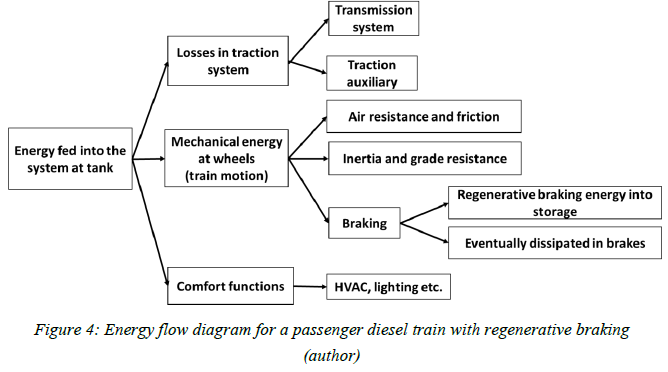 Transmission
system
Losses in traction
system
Traction
auxiliary
Energy fed into the
system at tank
Mechanical energy
at wheels
(train motion)
Air resistance and friction
Inertia and grade resistance
Braking
Regenerative braking energy into
storage
Eventually dissipated in brakes
Comfort functions
HVAC, lighting etc.
Figure 4: Energy flow diagram for a passenger diesel train with regenerative braking
(author)